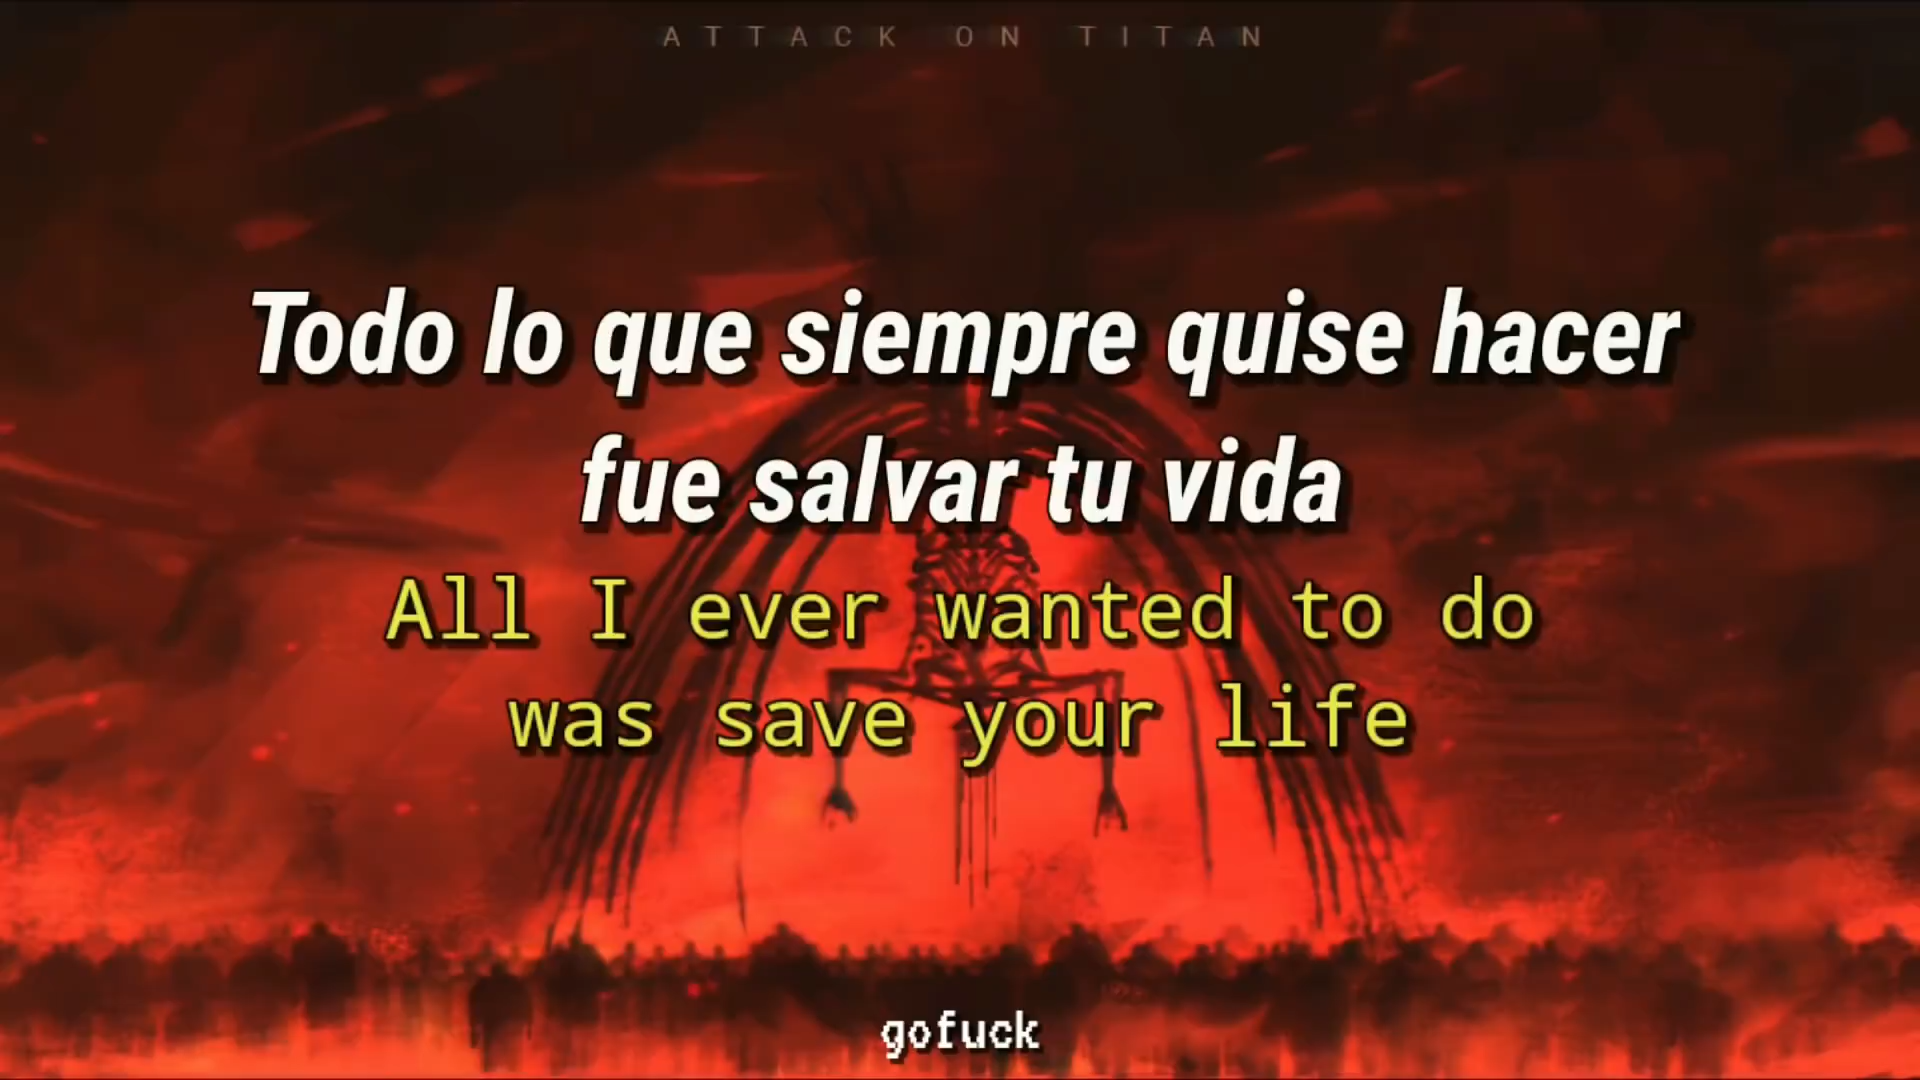 ATTACK ON TITAN
Todo lo que siempre quise hacer
fue salvar tu vida
All I ever wanted to do
was save your life
gofuck